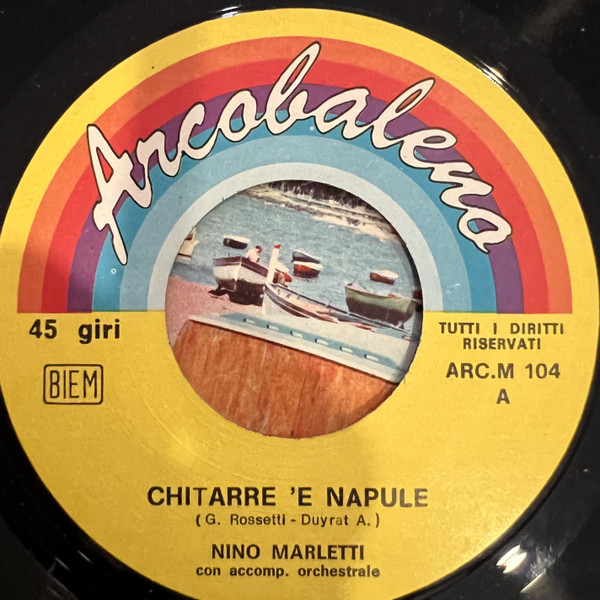 Arcobaleno
45 giri
BIEM
TUTTI I DIRITTI
RISERVATI
ARC.M 104
A
CHITARRE 'E NAPULE
(G. Rossetti - Duyrat A.)
NINO MARLETTI
con accomp. orchestrale